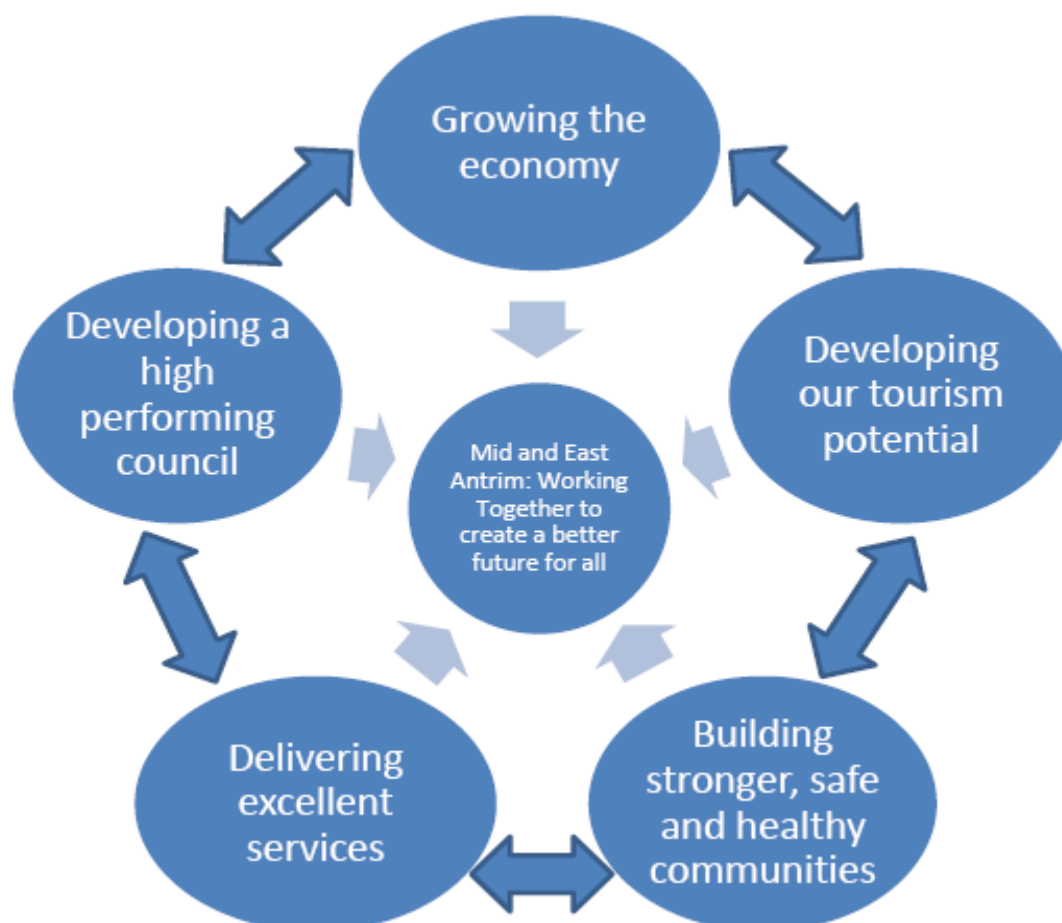 Growing the
economy
Developing a
high
performing
council
Developing
our tourism
potential
Mid and East
Antrim: Working
Together to
create a better
future for all
Delivering
excellent
services
Building
stronger, safe
and healthy
communities